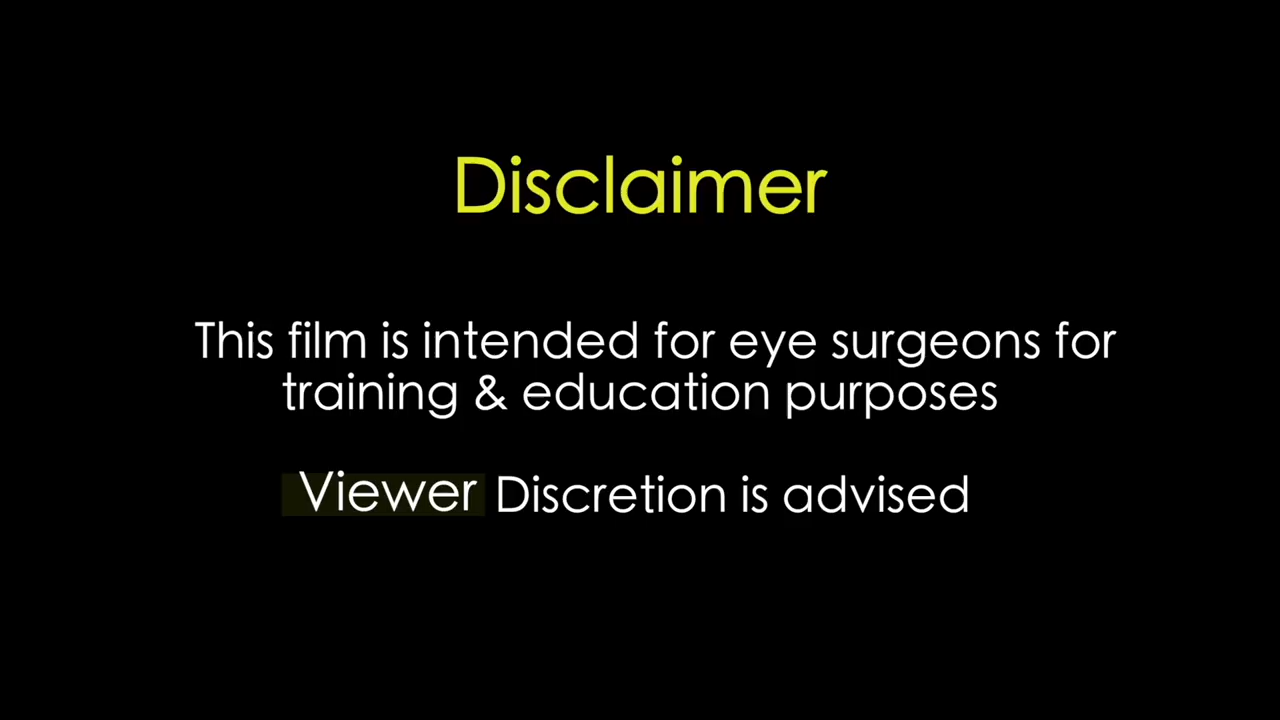 Disclaimer
This film is intended for eye surgeons for
training & education purposes
Viewer Discretion is advised